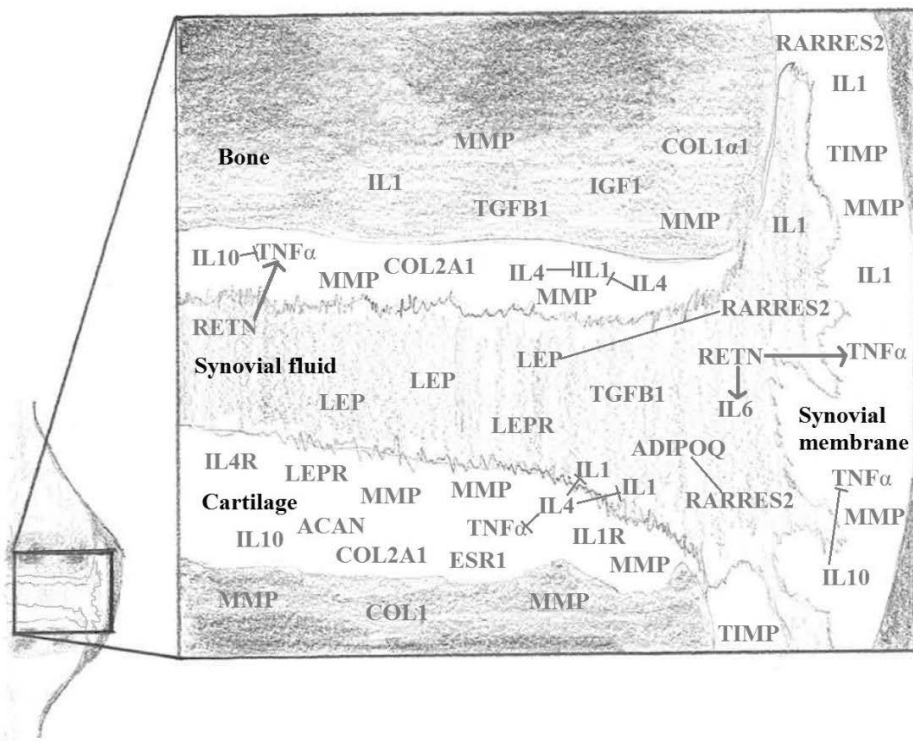 RARRES2
IL1
MMP
COL1α1
Bone
TIMP
IL1
IGF1
TGFB1
MMP
IL1
MMP
IL10 TNFα
COL2A1
IL4 IL1
IL4
IL1
MMP
MMP
RETN
RARRES2
Synovial fluid
LEP
RETN
TNFα
LEP
LEP
TGFB1
IL6
LEPR
Synovial
membrane
ADIPOQ
IL4R
LEPR
IL1
TNFα
Cartilage
MMP
MMP
IL1
RARRES2
IL4
ACAN
TNFα
MMP
IL10
IL1R
COL2A1
ESR1
MMP
IL10
MMP
COL1
MMP
TIMP